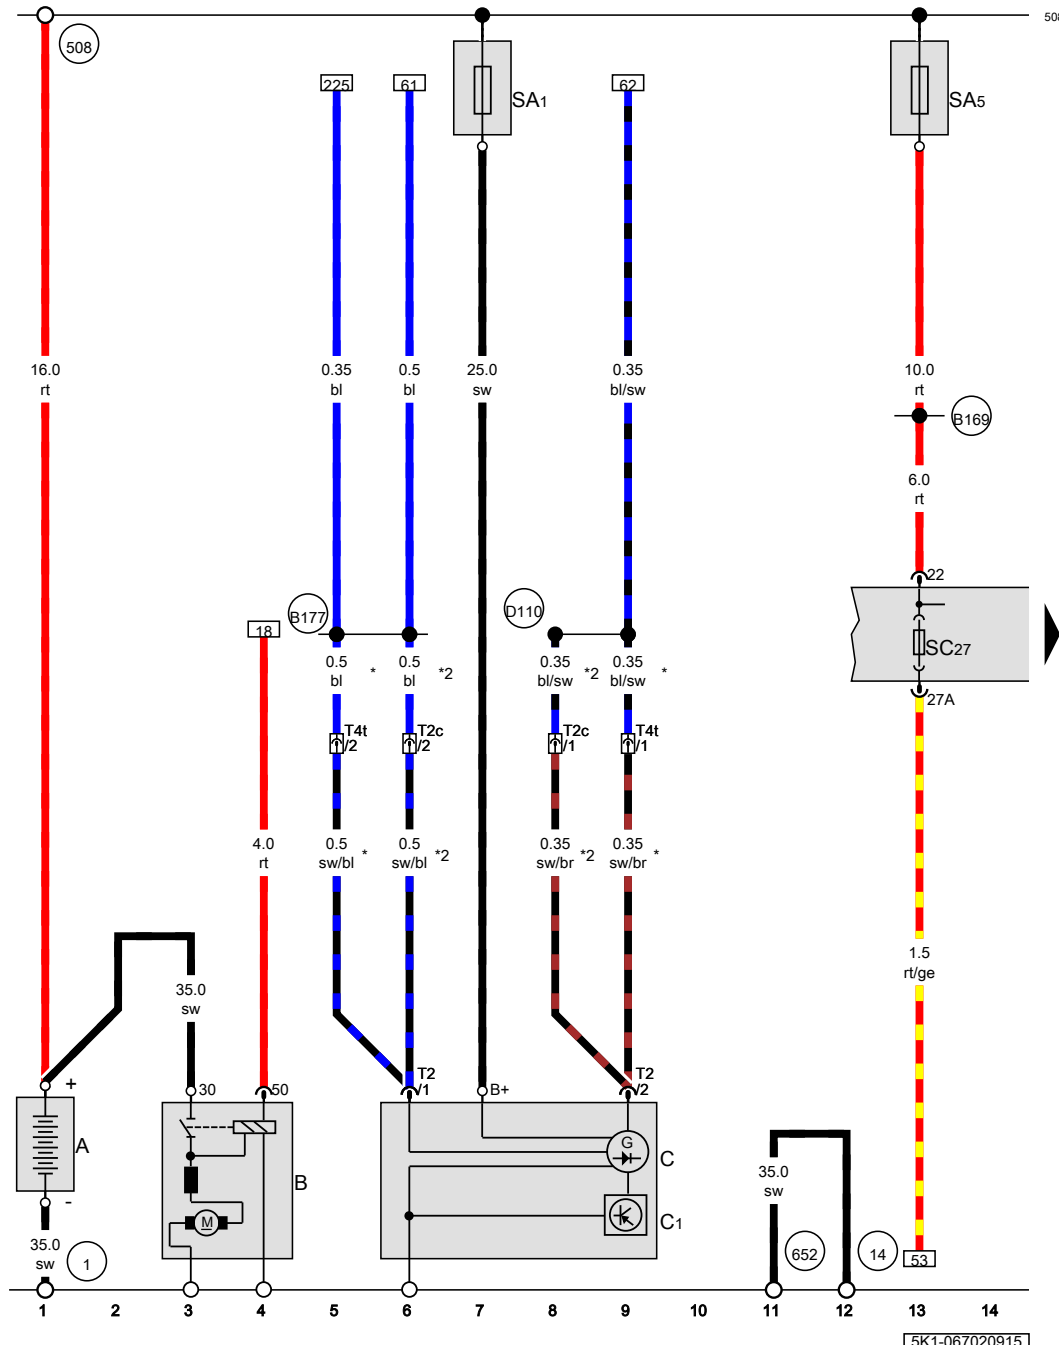 508
508
225
61
62
SA1
SA5
16.0
rt
0.35
bl
0.5
bl
25.0
sw
0.35
bl/sw
10.0
rt
B169
6.0
rt
22
SC27
27A
18
B177
D110
0.5
bl
*
0.5
bl
*2
0.35
bl/sw
*2
0.35
bl/sw
*
T4t
/2
T2c
/2
T2c
/1
T4t
/1
4.0
rt
0.5
sw/bl
*
0.5
sw/bl
*2
0.35
sw/br
*2
0.35
sw/br
*
1.5
rt/ge
35.0
sw
+
30
50
T2
/1
B+
T2
/2
A
B
M
G
C
C1
-
35.0
sw
1
35.0
sw
652
14
53
1
2
3
4
5
6
7
8
9
10
11
12
13
14
5K1-067020915